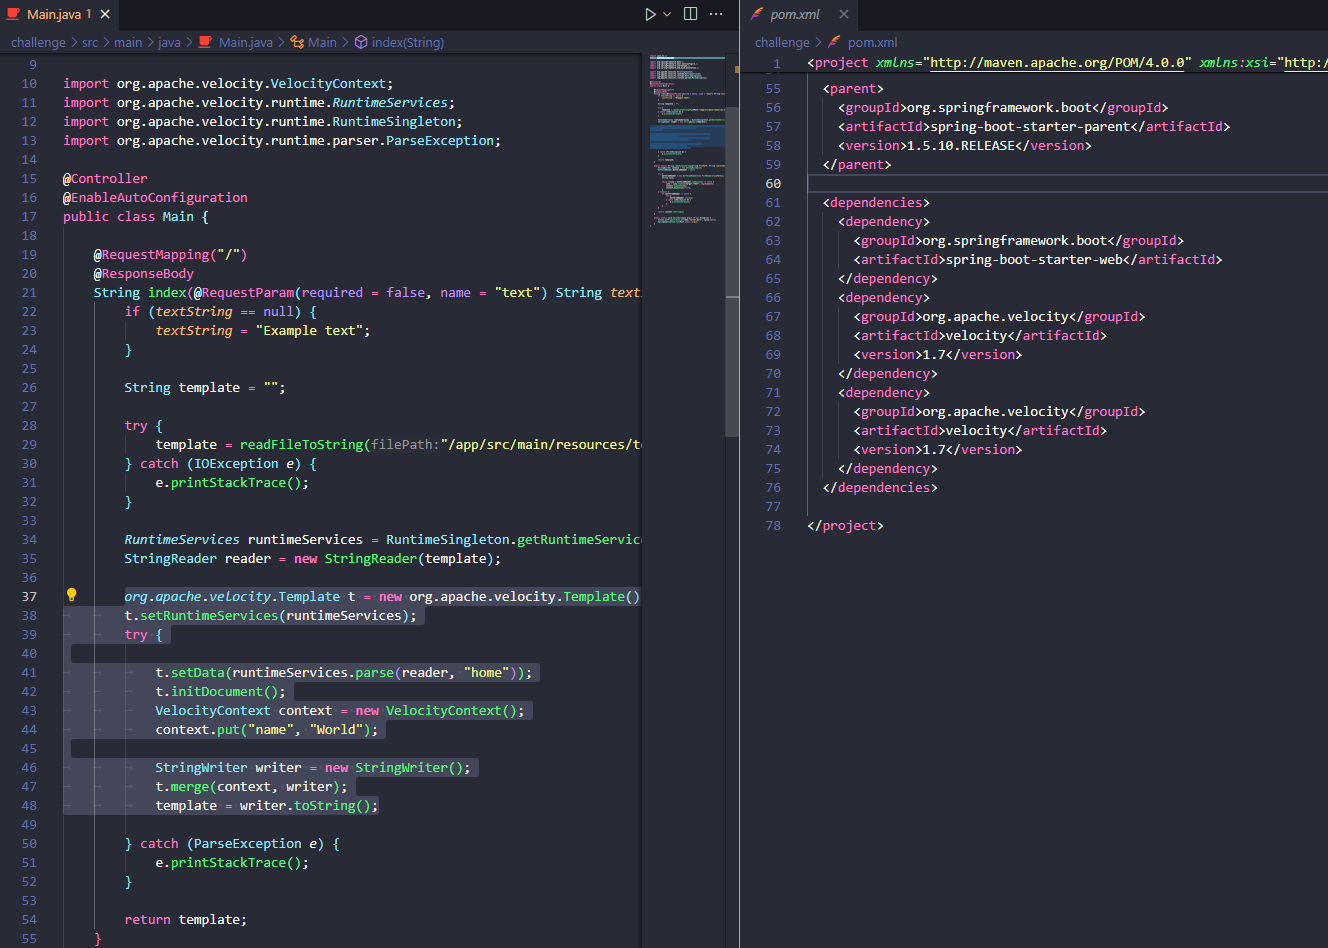 Main.java 1
challenge > src > main > java > Main.java > Main > index(String)
9
10 import org.apache.velocity.VelocityContext;
11 import org.apache.velocity.runtime.RuntimeServices;
12 import org.apache.velocity.runtime.RuntimeSingleton;
13 import org.apache.velocity.runtime.parser.ParseException;
14
15 @Controller
16 @EnableAutoConfiguration
17 public class Main {
18
19 @RequestMapping("/")
20 @ResponseBody
21 String index(@RequestParam(required = false, name = "text") String text
22 if (textString == null) {
23 textString = "Example text";
24 }
25
26 String template = "";
27
28 try {
29 template = readFileToString(filePath:"/app/src/main/resources/te
30 } catch (IOException e) {
31 e.printStackTrace();
32 }
33
34 RuntimeServices runtimeServices = RuntimeSingleton.getRuntimeServic
35 StringReader reader = new StringReader(template);
36
37 org.apache.velocity.Template t = new org.apache.velocity.Template()
38 t.setRuntimeServices(runtimeServices);
39 try {
40
41 t.setData(runtimeServices.parse(reader, "home"));
42 t.initDocument();
43 VelocityContext context = new VelocityContext();
44 context.put("name", "World");
45
46 StringWriter writer = new StringWriter();
47 t.merge(context, writer);
48 template = writer.toString();
49
50 } catch (ParseException e) {
51 e.printStackTrace();
52 }
53
54 return template;
55 }
pom.xml
challenge > pom.xml
1 <project xmlns="http://maven.apache.org/POM/4.0.0" xmlns:xsi="http:/
55 <parent>
56 <groupId>org.springframework.boot</groupId>
57 <artifactId>spring-boot-starter-parent</artifactId>
58 <version>1.5.10.RELEASE</version>
59 </parent>
60
61 <dependencies>
62 <dependency>
63 <groupId>org.springframework.boot</groupId>
64 <artifactId>spring-boot-starter-web</artifactId>
65 </dependency>
66 <dependency>
67 <groupId>org.apache.velocity</groupId>
68 <artifactId>velocity</artifactId>
69 <version>1.7</version>
70 </dependency>
71 <dependency>
72 <groupId>org.apache.velocity</groupId>
73 <artifactId>velocity</artifactId>
74 <version>1.7</version>
75 </dependency>
76 </dependencies>
77
78 </project>